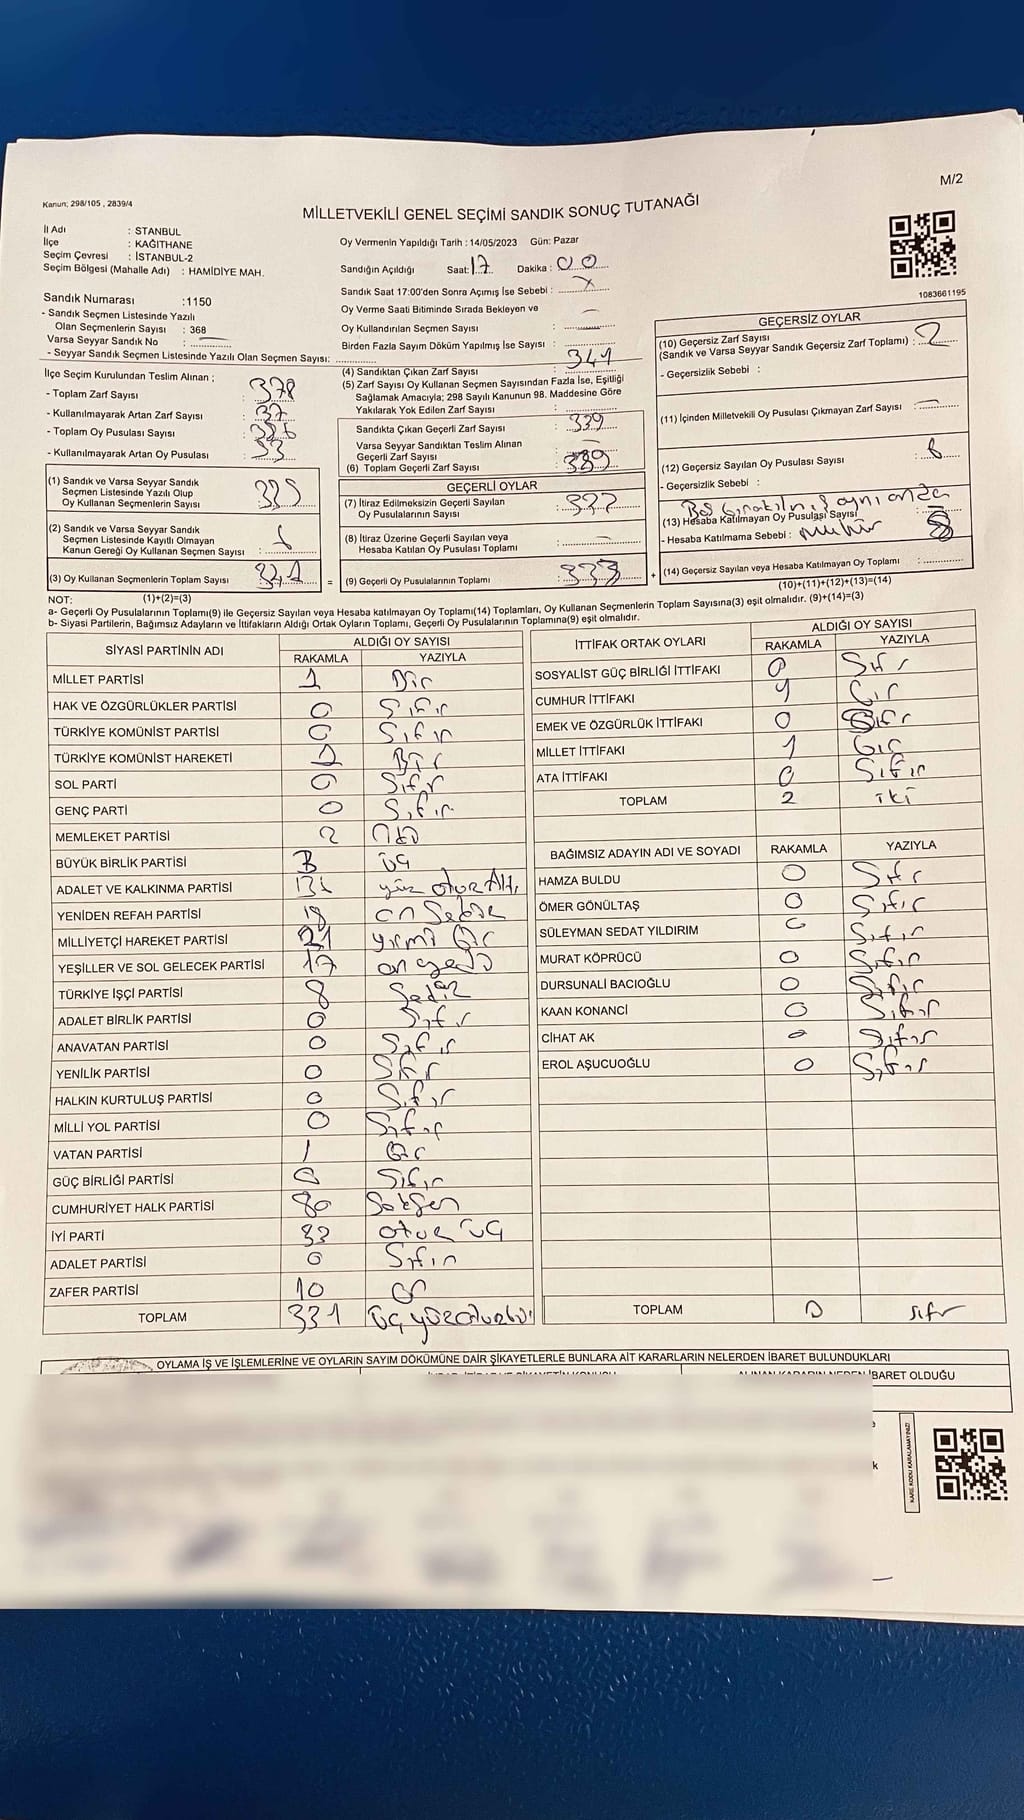 M/2
Kanun; 298/105 , 2839/4
MİLLETVEKİLİ GENEL SEÇİMİ SANDIK SONUÇ TUTANAĞI
İl Adı : STANBUL
İlçe : KAĞITHANE
Seçim Çevresi : İSTANBUL-2
Seçim Bölgesi (Mahalle Adı) : HAMİDİYE MAH.
Oy Vermenin Yapıldığı Tarih : 14/05/2023 Gün: Pazar
Sandığın Açıldığı Saat: 17 Dakika : 00
Sandık Saat 17:00'den Sonra Açımış İse Sebebi :
Oy Verme Saati Bitiminde Sırada Bekleyen ve
Oy Kullandırılan Seçmen Sayısı :
Birden Fazla Sayım Döküm Yapılmış İse Sayısı :
1083661195
Sandık Numarası :1150
- Sandık Seçmen Listesinde Yazılı
Olan Seçmenlerin Sayısı : 368
Varsa Seyyar Sandık No :
- Seyyar Sandık Seçmen Listesinde Yazılı Olan Seçmen Sayısı:
İlçe Seçim Kurulundan Teslim Alınan ;
- Toplam Zarf Sayısı : 378
- Kullanılmayarak Artan Zarf Sayısı : 37
- Toplam Oy Pusulası Sayısı :
- Kullanılmayarak Artan Oy Pusulası : 53
(1) Sandık ve Varsa Seyyar Sandık
Seçmen Listesinde Yazılı Olup
Oy Kullanan Seçmenlerin Sayısı : 335
(2) Sandık ve Varsa Seyyar Sandık
Seçmen Listesinde Kayıtlı Olmayan
Kanun Gereği Oy Kullanan Seçmen Sayısı :
(3) Oy Kullanan Seçmenlerin Toplam Sayısı : 341
(4) Sandıktan Çıkan Zarf Sayısı : 341
(5) Zarf Sayısı Oy Kullanan Seçmen Sayısından Fazla İse, Eşitliği
Sağlamak Amacıyla; 298 Sayılı Kanunun 98. Maddesine Göre
Yakılarak Yok Edilen Zarf Sayısı :
Sandıkta Çıkan Geçerli Zarf Sayısı : 339
Varsa Seyyar Sandıktan Teslim Alınan
Geçerli Zarf Sayısı :
(6) Toplam Geçerli Zarf Sayısı : 339
GEÇERLİ OYLAR
(7) İtiraz Edilmeksizin Geçerli Sayılan
Oy Pusulalarının Sayısı : 333
(8) İtiraz Üzerine Geçerli Sayılan veya
Hesaba Katılan Oy Pusulası Toplamı :
= (9) Geçerli Oy Pusulalarının Toplamı : 333 +
GEÇERSİZ OYLAR
(10) Geçersiz Zarf Sayısı
(Sandık ve Varsa Seyyar Sandık Geçersiz Zarf Toplamı) : 2
- Geçersizlik Sebebi :
(11) İçinden Milletvekili Oy Pusulası Çıkmayan Zarf Sayısı :
(12) Geçersiz Sayılan Oy Pusulası Sayısı :
- Geçersizlik Sebebi :
Boş bırakılmış aynı anda
(13) Hesaba Katılmayan Oy Pusulası Sayısı
- Hesaba Katılmama Sebebi : mühür
(14) Geçersiz Sayılan veya Hesaba Katılmayan Oy Toplamı :
(10)+(11)+(12)+(13)=(14)
NOT: (1)+(2)=(3)
a- Geçerli Oy Pusulalarının Toplamı(9) ile Geçersiz Sayılan veya Hesaba katılmayan Oy Toplamı(14) Toplamları, Oy Kullanan Seçmenlerin Toplam Sayısına(3) eşit olmalıdır. (9)+(14)=(3)
b- Siyasi Partilerin, Bağımsız Adayların ve İttifakların Aldığı Ortak Oyların Toplamı, Geçerli Oy Pusulalarının Toplamına(9) eşit olmalıdır.
SİYASİ PARTİNİN ADI ALDIĞI OY SAYISI
RAKAMLA YAZIYLA
MİLLET PARTİSİ 1 Bir
HAK VE ÖZGÜRLÜKLER PARTİSİ 0 Sıfır
TÜRKİYE KOMÜNİST PARTİSİ 0 Sıfır
TÜRKİYE KOMÜNİST HAREKETİ 1 Bir
SOL PARTİ 0 Sıfır
GENÇ PARTİ 0 Sıfır
MEMLEKET PARTİSİ 2 iki
BÜYÜK BİRLİK PARTİSİ 3 üç
ADALET VE KALKINMA PARTİSİ 136 yüz otuz Altı
YENİDEN REFAH PARTİSİ 18 on Sekiz
MİLLİYETÇİ HAREKET PARTİSİ 21 yirmi bir
YEŞİLLER VE SOL GELECEK PARTİSİ 17 on yedi
TÜRKİYE İŞÇİ PARTİSİ 8 Sekiz
ADALET BİRLİK PARTİSİ 0 Sıfır
ANAVATAN PARTİSİ 0 Sıfır
YENİLİK PARTİSİ 0 Sıfır
HALKIN KURTULUŞ PARTİSİ 0 Sıfır
MİLLİ YOL PARTİSİ 0 Sıfır
VATAN PARTİSİ 1 Bir
GÜÇ BİRLİĞİ PARTİSİ 0 Sıfır
CUMHURİYET HALK PARTİSİ 80 Seksen
İYİ PARTİ 33 otuz üç
ADALET PARTİSİ 0 Sıfır
ZAFER PARTİSİ 10 on
TOPLAM 331 üçyüzotuzbir
İTTİFAK ORTAK OYLARI ALDIĞI OY SAYISI
RAKAMLA YAZIYLA
SOSYALİST GÜÇ BİRLİĞİ İTTİFAKI 0 Sıfır
CUMHUR İTTİFAKI 1 bir
EMEK VE ÖZGÜRLÜK İTTİFAKI 0 Sıfır
MİLLET İTTİFAKI 1 bir
ATA İTTİFAKI 0 Sıfır
TOPLAM 2 iki
BAĞIMSIZ ADAYIN ADI VE SOYADI RAKAMLA YAZIYLA
HAMZA BULDU 0 Sıfır
ÖMER GÖNÜLTAŞ 0 Sıfır
SÜLEYMAN SEDAT YILDIRIM 0 Sıfır
MURAT KÖPRÜCÜ 0 Sıfır
DURSUNALİ BACIOĞLU 0 Sıfır
KAAN KONANCİ 0 Sıfır
CİHAT AK 0 Sıfır
EROL AŞUCUOĞLU 0 Sıfır
TOPLAM 0 sıfır
OYLAMA İŞ VE İŞLEMLERİNE VE OYLARIN SAYIM DÖKÜMÜNE DAİR ŞİKAYETLERLE BUNLARA AİT KARARLARIN NELERDEN İBARET BULUNDUKLARI
İBARET OLDUĞU
KARE KODU KARALAMAYINIZ!